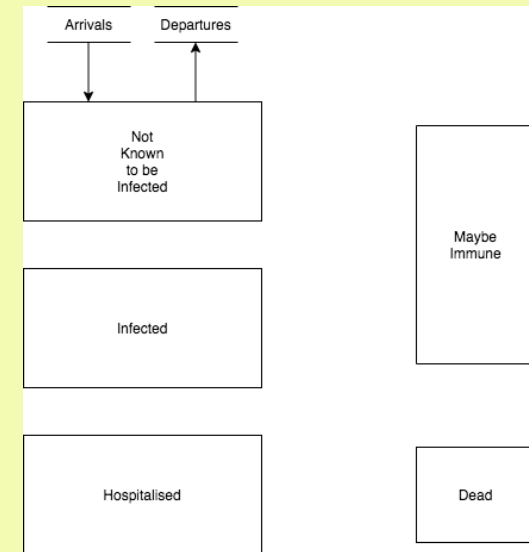 Arrivals
Departures
Not
Known
to be
Infected
Maybe
Immune
Infected
Hospitalised
Dead